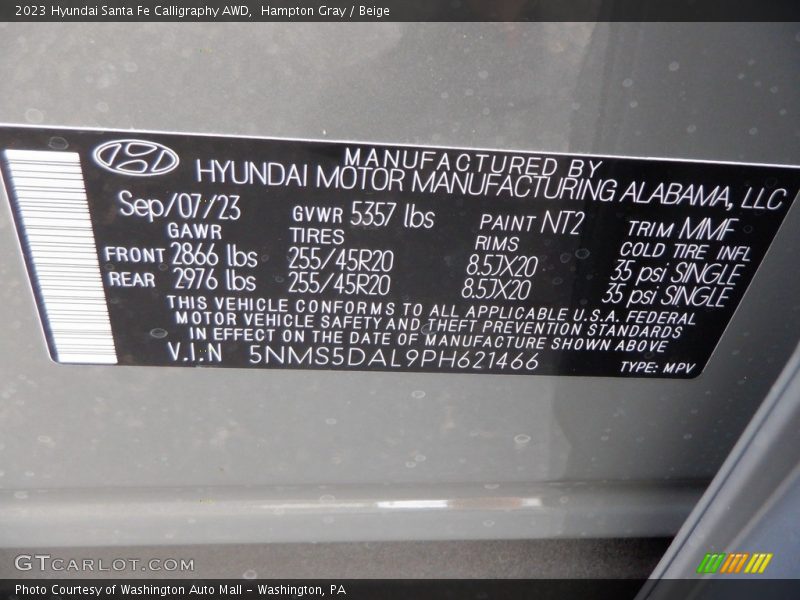 2023 Hyundai Santa Fe Calligraphy AWD,  Hampton Gray / Beige
MANUFACTURED BY
HYUNDAI MOTOR MANUFACTURING ALABAMA, LLC
Sep/07/23 GVWR 5357 lbs PAINT NT2 TRIM MMF
GAWR TIRES RIMS COLD TIRE INFL
FRONT 2866 lbs 255/45R20 8.5JX20 35 psi SINGLE
REAR 2976 lbs 255/45R20 8.5JX20 35 psi SINGLE
THIS VEHICLE CONFORMS TO ALL APPLICABLE U.S.A. FEDERAL
MOTOR VEHICLE SAFETY AND THEFT PREVENTION STANDARDS
IN EFFECT ON THE DATE OF MANUFACTURE SHOWN ABOVE
V.I.N 5NMS5DAL9PH621466 TYPE: MPV
GTCARLOT.COM
Photo Courtesy of Washington Auto Mall - Washington, PA